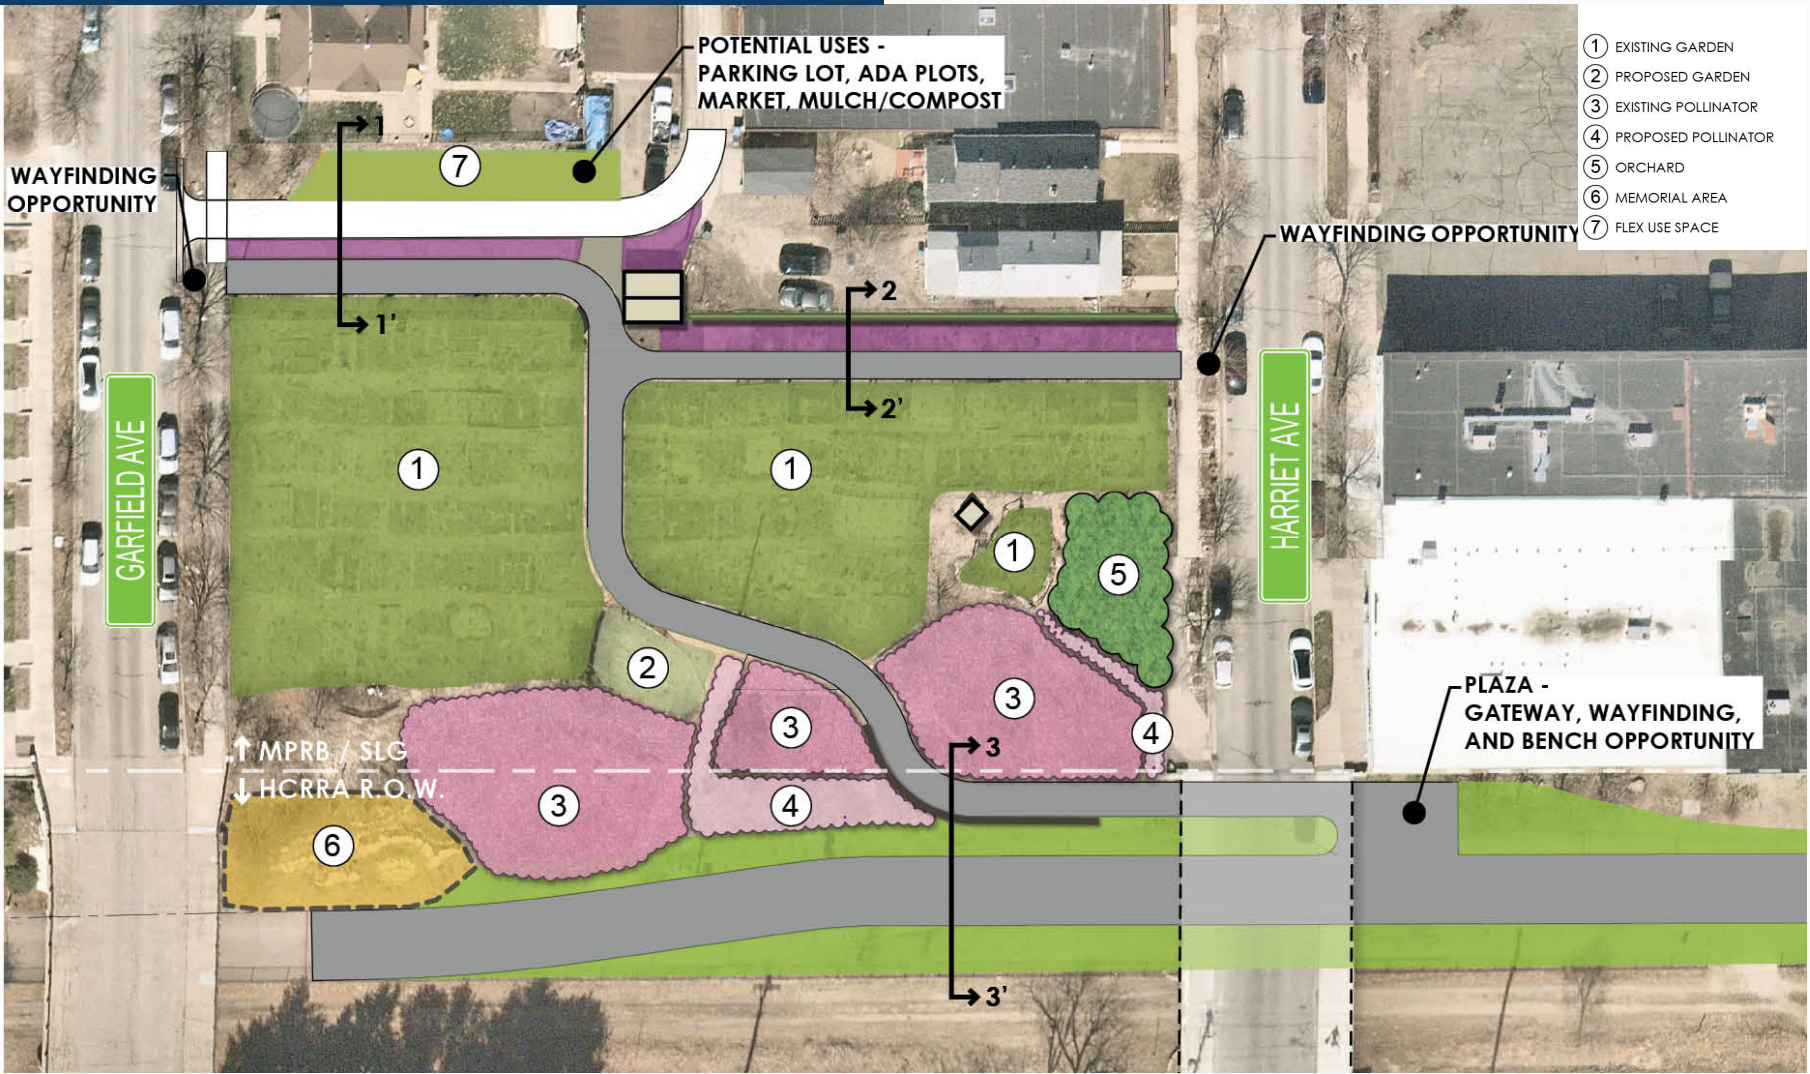 POTENTIAL USES -
PARKING LOT, ADA PLOTS,
MARKET, MULCH/COMPOST
1 EXISTING GARDEN
2 PROPOSED GARDEN
3 EXISTING POLLINATOR
4 PROPOSED POLLINATOR
5 ORCHARD
6 MEMORIAL AREA
7 FLEX USE SPACE
1
7
WAYFINDING
OPPORTUNITY
WAYFINDING OPPORTUNITY
2
1'
2'
GARFIELD AVE
HARRIET AVE
1
1
1
5
2
3
3
4
PLAZA -
GATEWAY, WAYFINDING,
AND BENCH OPPORTUNITY
3
MPRB / SLG
HCRRA R.O.W.
3
4
6
3'